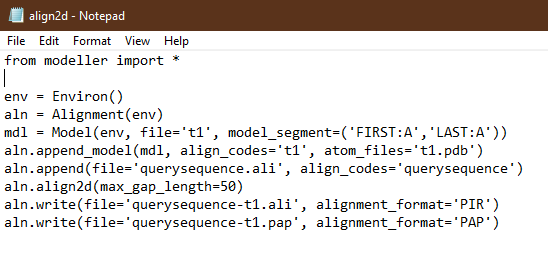 align2d - Notepad
File Edit Format View Help
from modeller import *
env = Environ()
aln = Alignment(env)
mdl = Model(env, file='t1', model_segment=('FIRST:A','LAST:A'))
aln.append_model(mdl, align_codes='t1', atom_files='t1.pdb')
aln.append(file='querysequence.ali', align_codes='querysequence')
aln.align2d(max_gap_length=50)
aln.write(file='querysequence-t1.ali', alignment_format='PIR')
aln.write(file='querysequence-t1.pap', alignment_format='PAP')